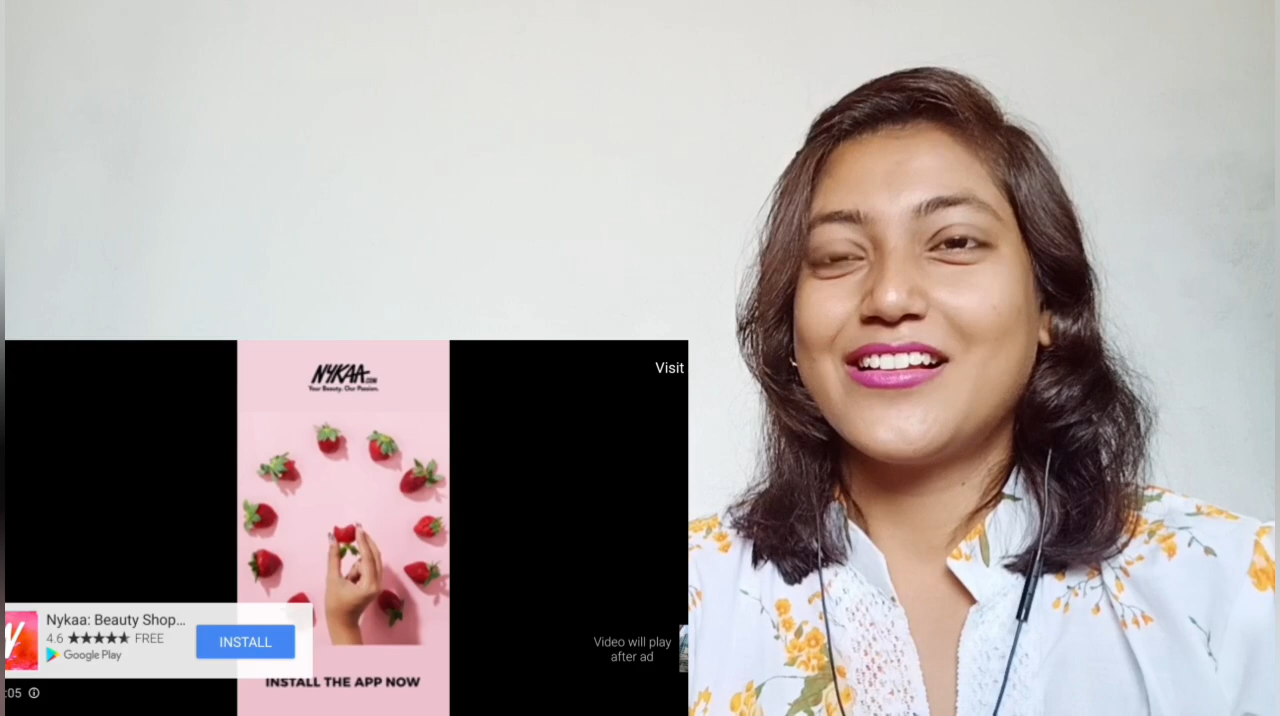 Visit
NYKAA.COM
Your Beauty. Our Passion.
Nykaa: Beauty Shop...
4.6 ★★★★★ FREE
Google Play
INSTALL
Video will play
after ad
INSTALL THE APP NOW
:05